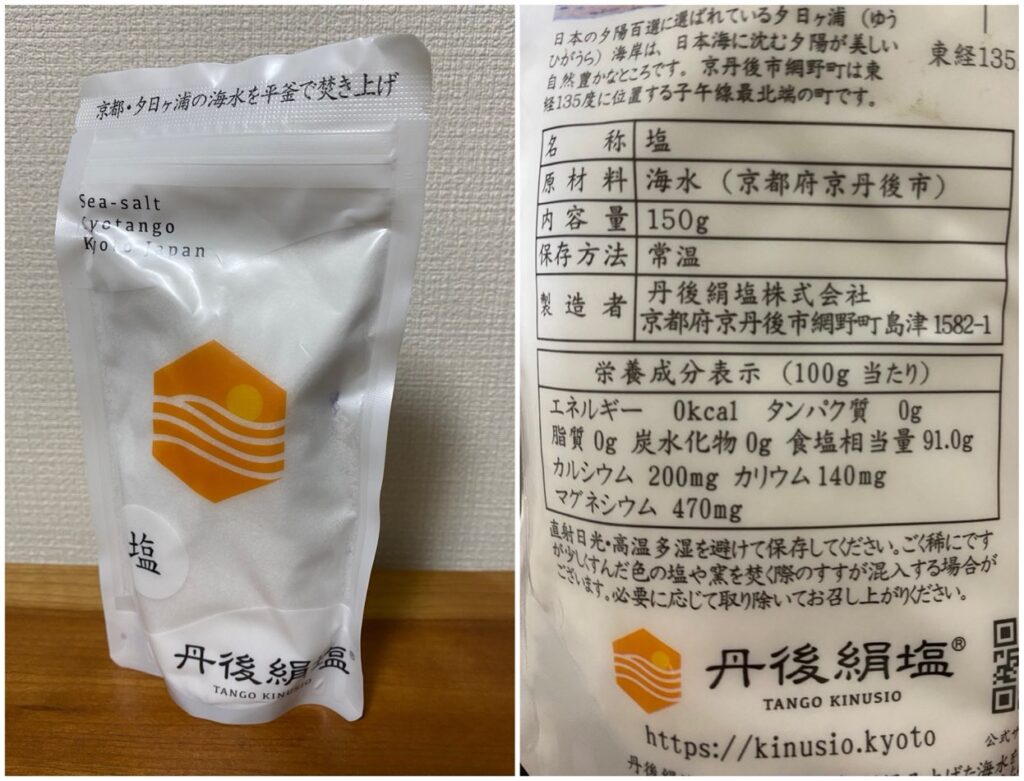 京都・夕日ヶ浦の海水を平釜で焚き上げ
Sea-salt
Kyotango
Kyoto Japan
塩
丹後絹塩®
TANGO KINUSIO
日本の夕陽百選に選ばれている夕日ヶ浦（ゆう
ひがうら）海岸は、日本海に沈む夕陽が美しい
自然豊かなところです。京丹後市網野町は東
経135度に位置する子午線最北端の町です。
東経135
名称 塩
原材料 海水（京都府京丹後市）
内容量 150g
保存方法 常温
製造者 丹後絹塩株式会社
京都府京丹後市網野町島津1582-1
栄養成分表示（100g当たり）
エネルギー 0kcal タンパク質 0g
脂質0g 炭水化物0g 食塩相当量91.0g
カルシウム 200mg カリウム140mg
マグネシウム 470mg
直射日光・高温多湿を避けて保存してください。ごく稀にです
が少しくすんだ色の塩や窯を焚く際のすすが混入する場合が
ございます。必要に応じて取り除いてお召し上がりください。
丹後絹塩®
TANGO KINUSIO
https://kinusio.kyoto
公式サ